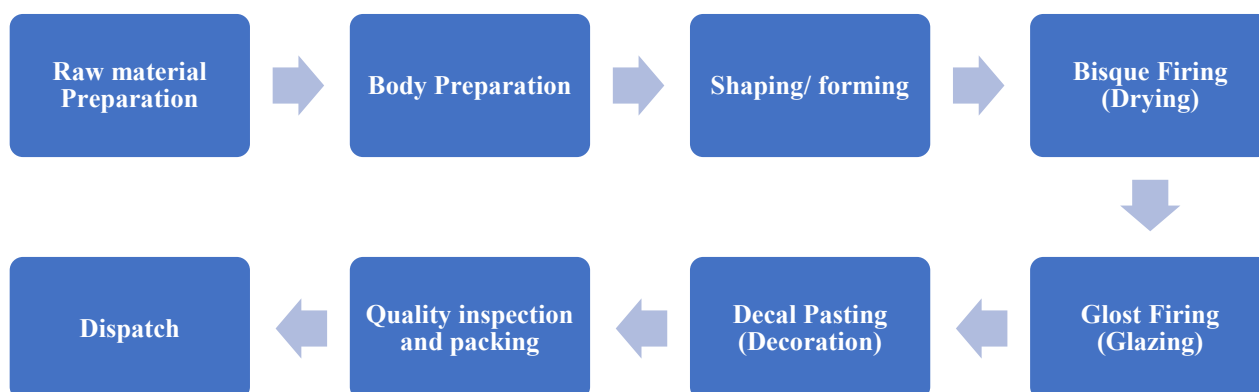 Raw material
Preparation
Body Preparation
Shaping/ forming
Bisque Firing
(Drying)
Glost Firing
(Glazing)
Decal Pasting
(Decoration)
Quality inspection
and packing
Dispatch